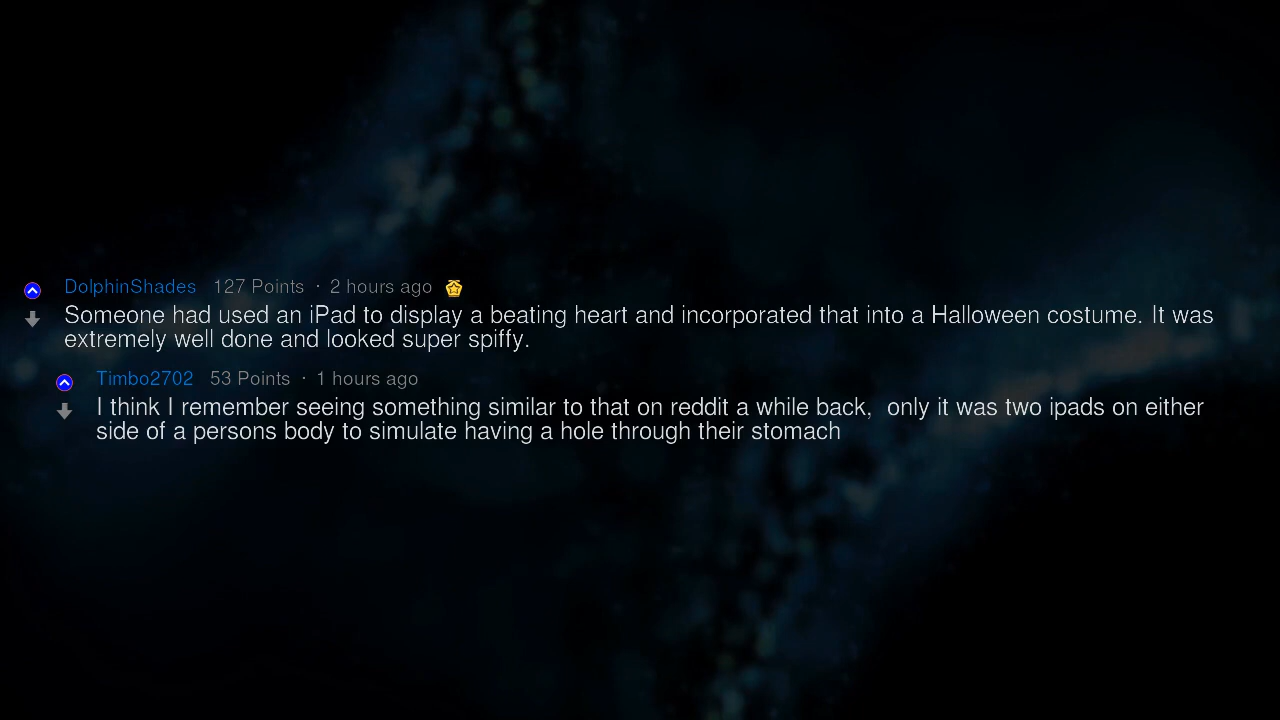 DolphinShades 127 Points · 2 hours ago
Someone had used an iPad to display a beating heart and incorporated that into a Halloween costume. It was
extremely well done and looked super spiffy.
Timbo2702 53 Points · 1 hours ago
I think I remember seeing something similar to that on reddit a while back,  only it was two ipads on either
side of a persons body to simulate having a hole through their stomach